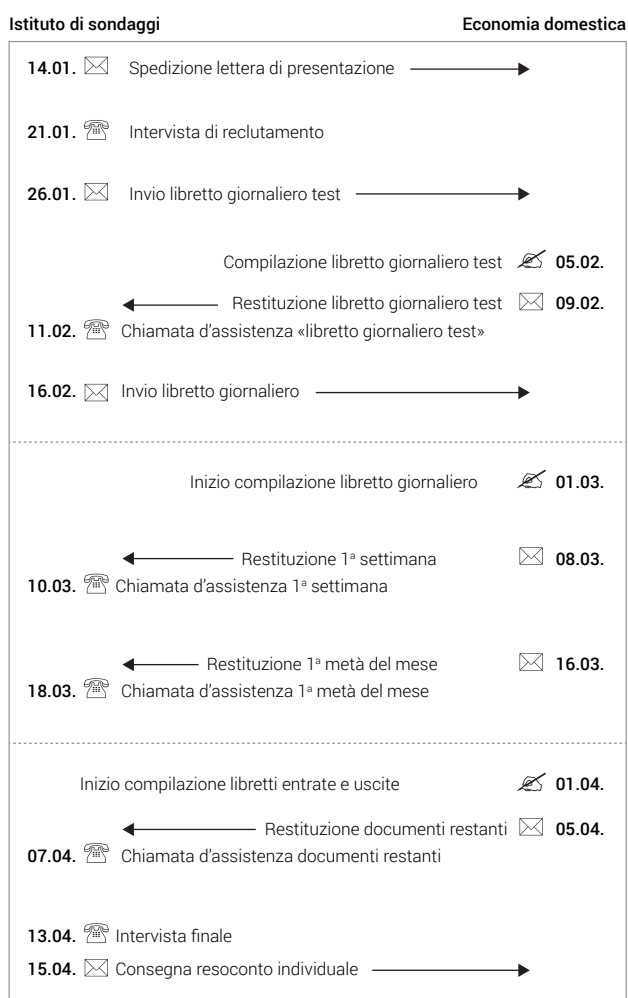 Istituto di sondaggi Economia domestica
14.01. Spedizione lettera di presentazione
21.01. Intervista di reclutamento
26.01. Invio libretto giornaliero test
Compilazione libretto giornaliero test 05.02.
Restituzione libretto giornaliero test 09.02.
11.02. Chiamata d’assistenza «libretto giornaliero test»
16.02. Invio libretto giornaliero
Inizio compilazione libretto giornaliero 01.03.
Restituzione 1ª settimana 08.03.
10.03. Chiamata d’assistenza 1ª settimana
Restituzione 1ª metà del mese 16.03.
18.03. Chiamata d’assistenza 1ª metà del mese
Inizio compilazione libretti entrate e uscite 01.04.
Restituzione documenti restanti 05.04.
07.04. Chiamata d’assistenza documenti restanti
13.04. Intervista finale
15.04. Consegna resoconto individuale